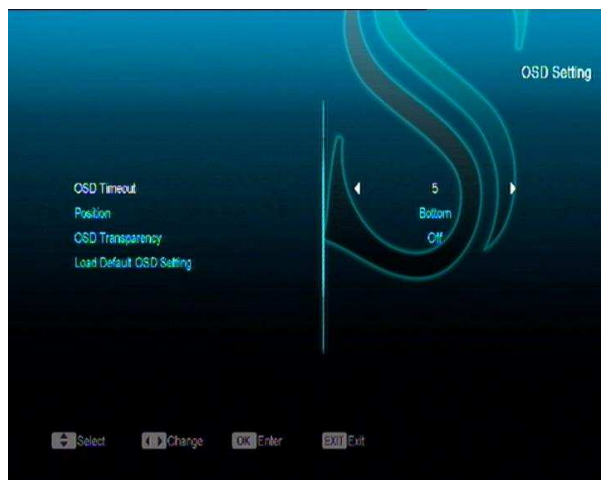 OSD Setting
OSD Timeout 5
Position Bottom
OSD Transparency Off
Load Default OSD Setting
Select Change OK Enter EXIT Exit